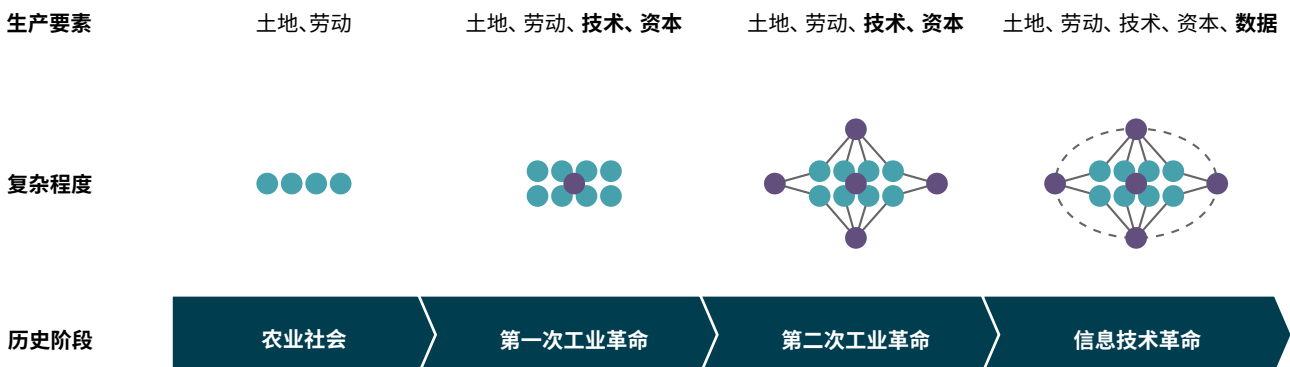 生产要素 土地、劳动 土地、劳动、技术、资本 土地、劳动、技术、资本 土地、劳动、技术、资本、数据
复杂程度
历史阶段 农业社会 第一次工业革命 第二次工业革命 信息技术革命